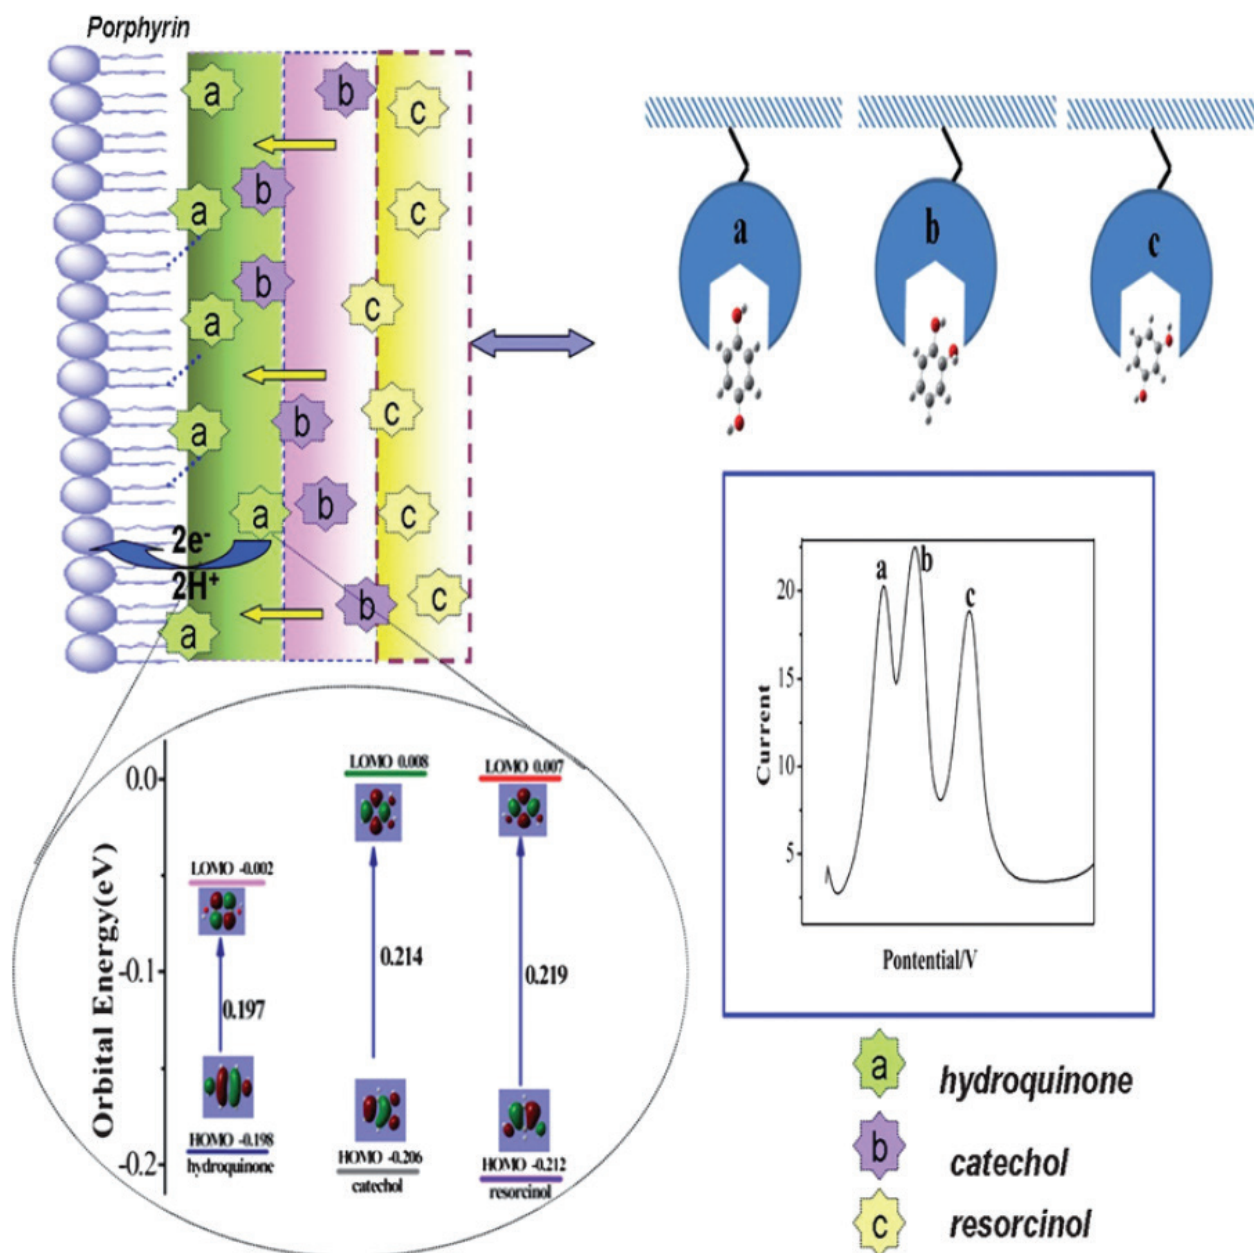 Porphyrin
a
b
c
b
a
c
b
c
a
c
a
b
a
b
c
2e-
2H+
b
c
a
a
b
c
LOMO 0.008
LOMO 0.007
0.0
LOMO -0.002
Orbital Energy(eV)
0.214
0.219
-0.1
0.197
HOMO -0.198
HOMO -0.206
HOMO -0.212
-0.2
hydroquinone
catechol
resorcinol
a
b
c
20
15
10
5
Current
Pontential/V
a
hydroquinone
b
catechol
c
resorcinol